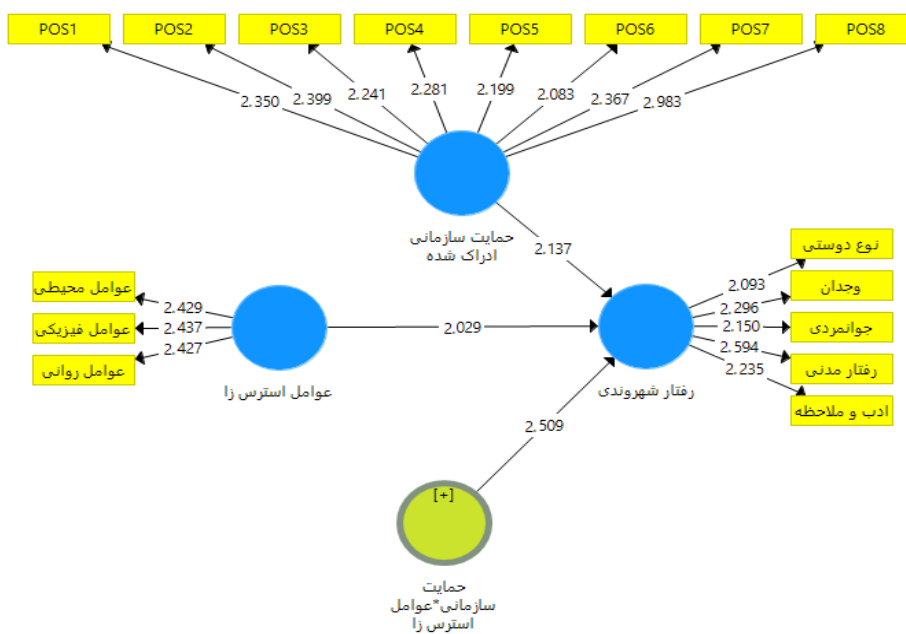 POS1 POS2 POS3 POS4 POS5 POS6 POS7 POS8
2.350 2.399 2.241 2.281 2.199 2.083 2.367 2.983
حمایت سازمانی
ادراک شده
2.137
نوع دوستی
2.093
وجدان
2.296
جوانمردی
2.150
رفتار مدنی
2.594
ادب و ملاحظه
2.235
رفتار شهروندی
عوامل محیطی
2.429
عوامل فیزیکی
2.437
عوامل روانی
2.427
عوامل استرس زا
2.029
2.509
[+]
حمایت
سازمانی*عوامل
استرس زا